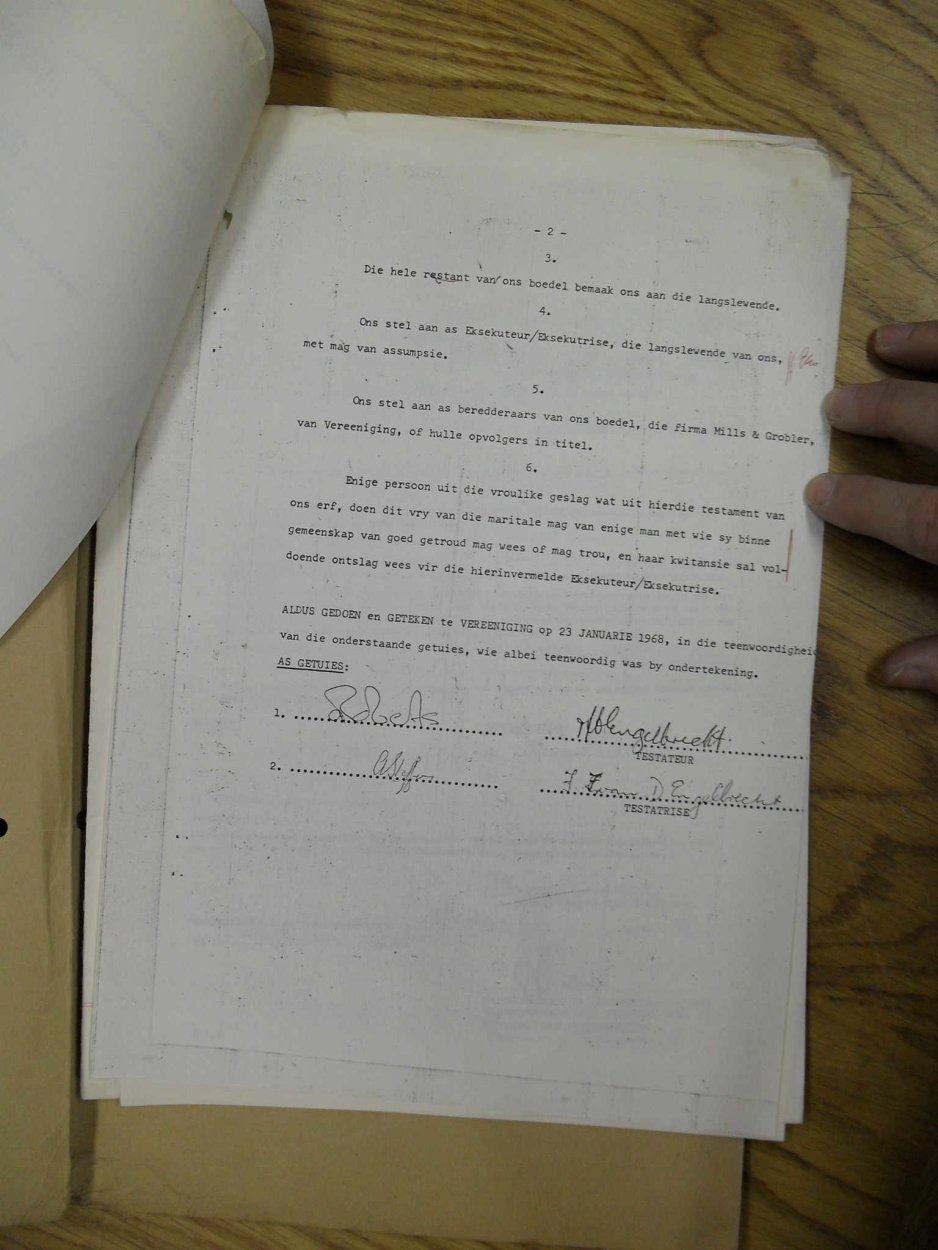 - 2 -
3.
Die hele restant van ons boedel bemaak ons aan die langslewende.
4.
Ons stel aan as Eksekuteur/Eksekutrise, die langslewende van ons,
met mag van assumpsie.
5.
Ons stel aan as beredderaars van ons boedel, die firma Mills & Grobler,
van Vereeniging, of hulle opvolgers in titel.
6.
Enige persoon uit die vroulike geslag wat uit hierdie testament van
ons erf, doen dit vry van die maritale mag van enige man met wie sy binne
gemeenskap van goed getroud mag wees of mag trou, en haar kwitansie sal vol-
doende ontslag wees vir die hierinvermelde Eksekuteur/Eksekutrise.
ALDUS GEDOEN en GETEKEN te VEREENIGING op 23 JANUARIE 1968, in die teenwoordigheid
van die onderstaande getuies, wie albei teenwoordig was by ondertekening.
AS GETUIES:
1. Roberts
Engelbrecht
TESTATEUR
2.
Engelbrecht
TESTATRISE